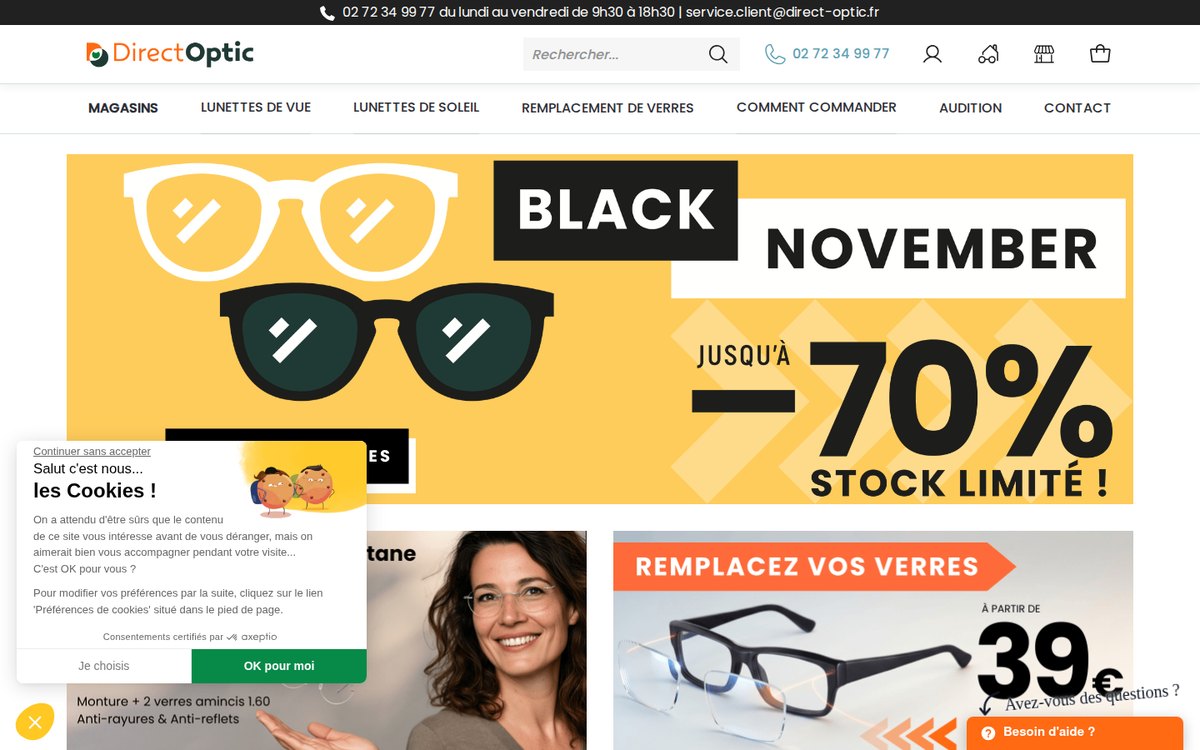 02 72 34 99 77 du lundi au vendredi de 9h30 à 18h30 | service.client@direct-optic.fr
DirectOptic
Rechercher...
02 72 34 99 77
MAGASINS
LUNETTES DE VUE
LUNETTES DE SOLEIL
REMPLACEMENT DE VERRES
COMMENT COMMANDER
AUDITION
CONTACT
BLACK
NOVEMBER
JUSQU'À
-70%
STOCK LIMITÉ !
Continuer sans accepter
Salut c'est nous...
les Cookies !
On a attendu d'être sûrs que le contenu
de ce site vous intéresse avant de vous déranger, mais on
aimerait bien vous accompagner pendant votre visite...
C'est OK pour vous ?
Pour modifier vos préférences par la suite, cliquez sur le lien
'Préférences de cookies' situé dans le pied de page.
Consentements certifiés par axeptio
Je choisis
OK pour moi
Monture + 2 verres amincis 1.60
Anti-rayures & Anti-reflets
REMPLACEZ VOS VERRES
À PARTIR DE
39€
Avez-vous des questions ?
Besoin d'aide ?